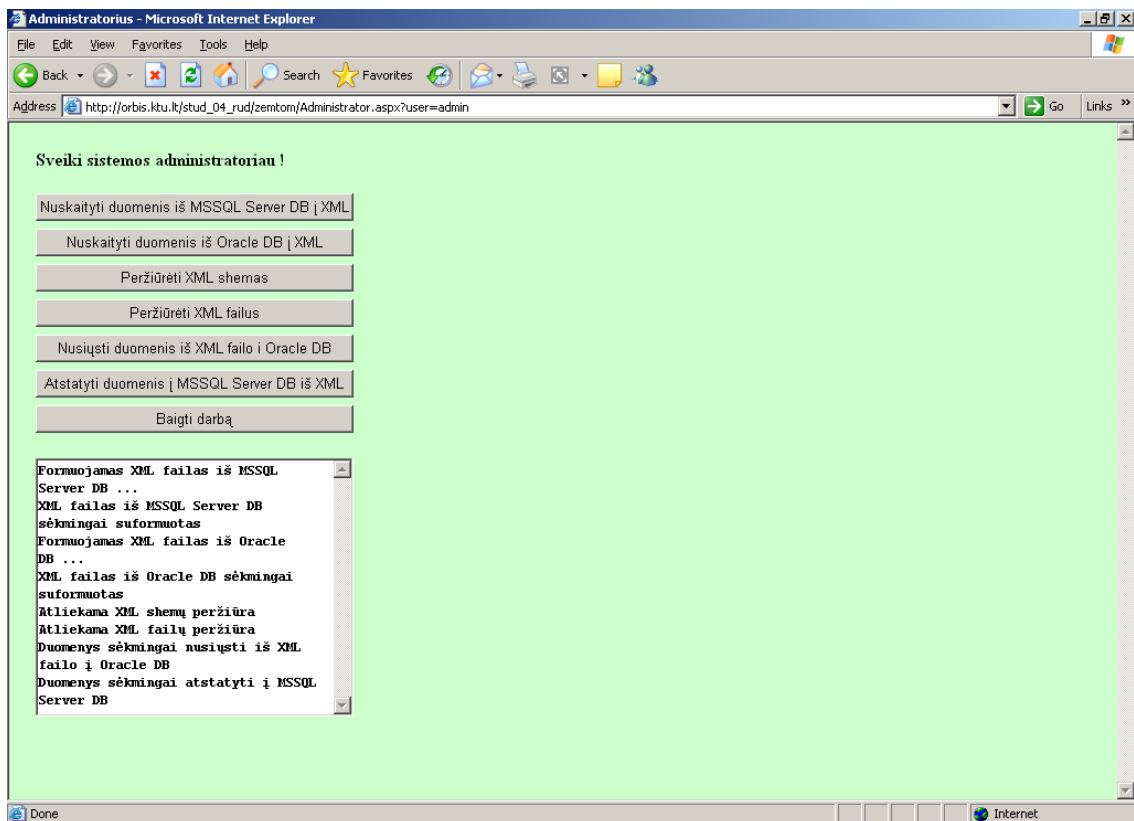 Administratorius - Microsoft Internet Explorer
File Edit View Favorites Tools Help
Back Search Favorites
Address http://orbis.ktu.lt/stud_04_rud/zemtom/Administrator.aspx?user=admin Go Links »
Sveiki sistemos administratoriau !
Nuskaityti duomenis iš MSSQL Server DB į XML
Nuskaityti duomenis iš Oracle DB į XML
Peržiūrėti XML shemas
Peržiūrėti XML failus
Nusiųsti duomenis iš XML failo i Oracle DB
Atstatyti duomenis į MSSQL Server DB iš XML
Baigti darbą
Formuojamas XML failas iš MSSQL
Server DB ...
XML failas iš MSSQL Server DB
sėkmingai suformuotas
Formuojamas XML failas iš Oracle
DB ...
XML failas iš Oracle DB sėkmingai
suformuotas
Atliekama XML shemų peržiūra
Atliekama XML failų peržiūra
Duomenys sėkmingai nusiųsti iš XML
failo į Oracle DB
Duomenys sėkmingai atstatyti į MSSQL
Server DB
Done Internet